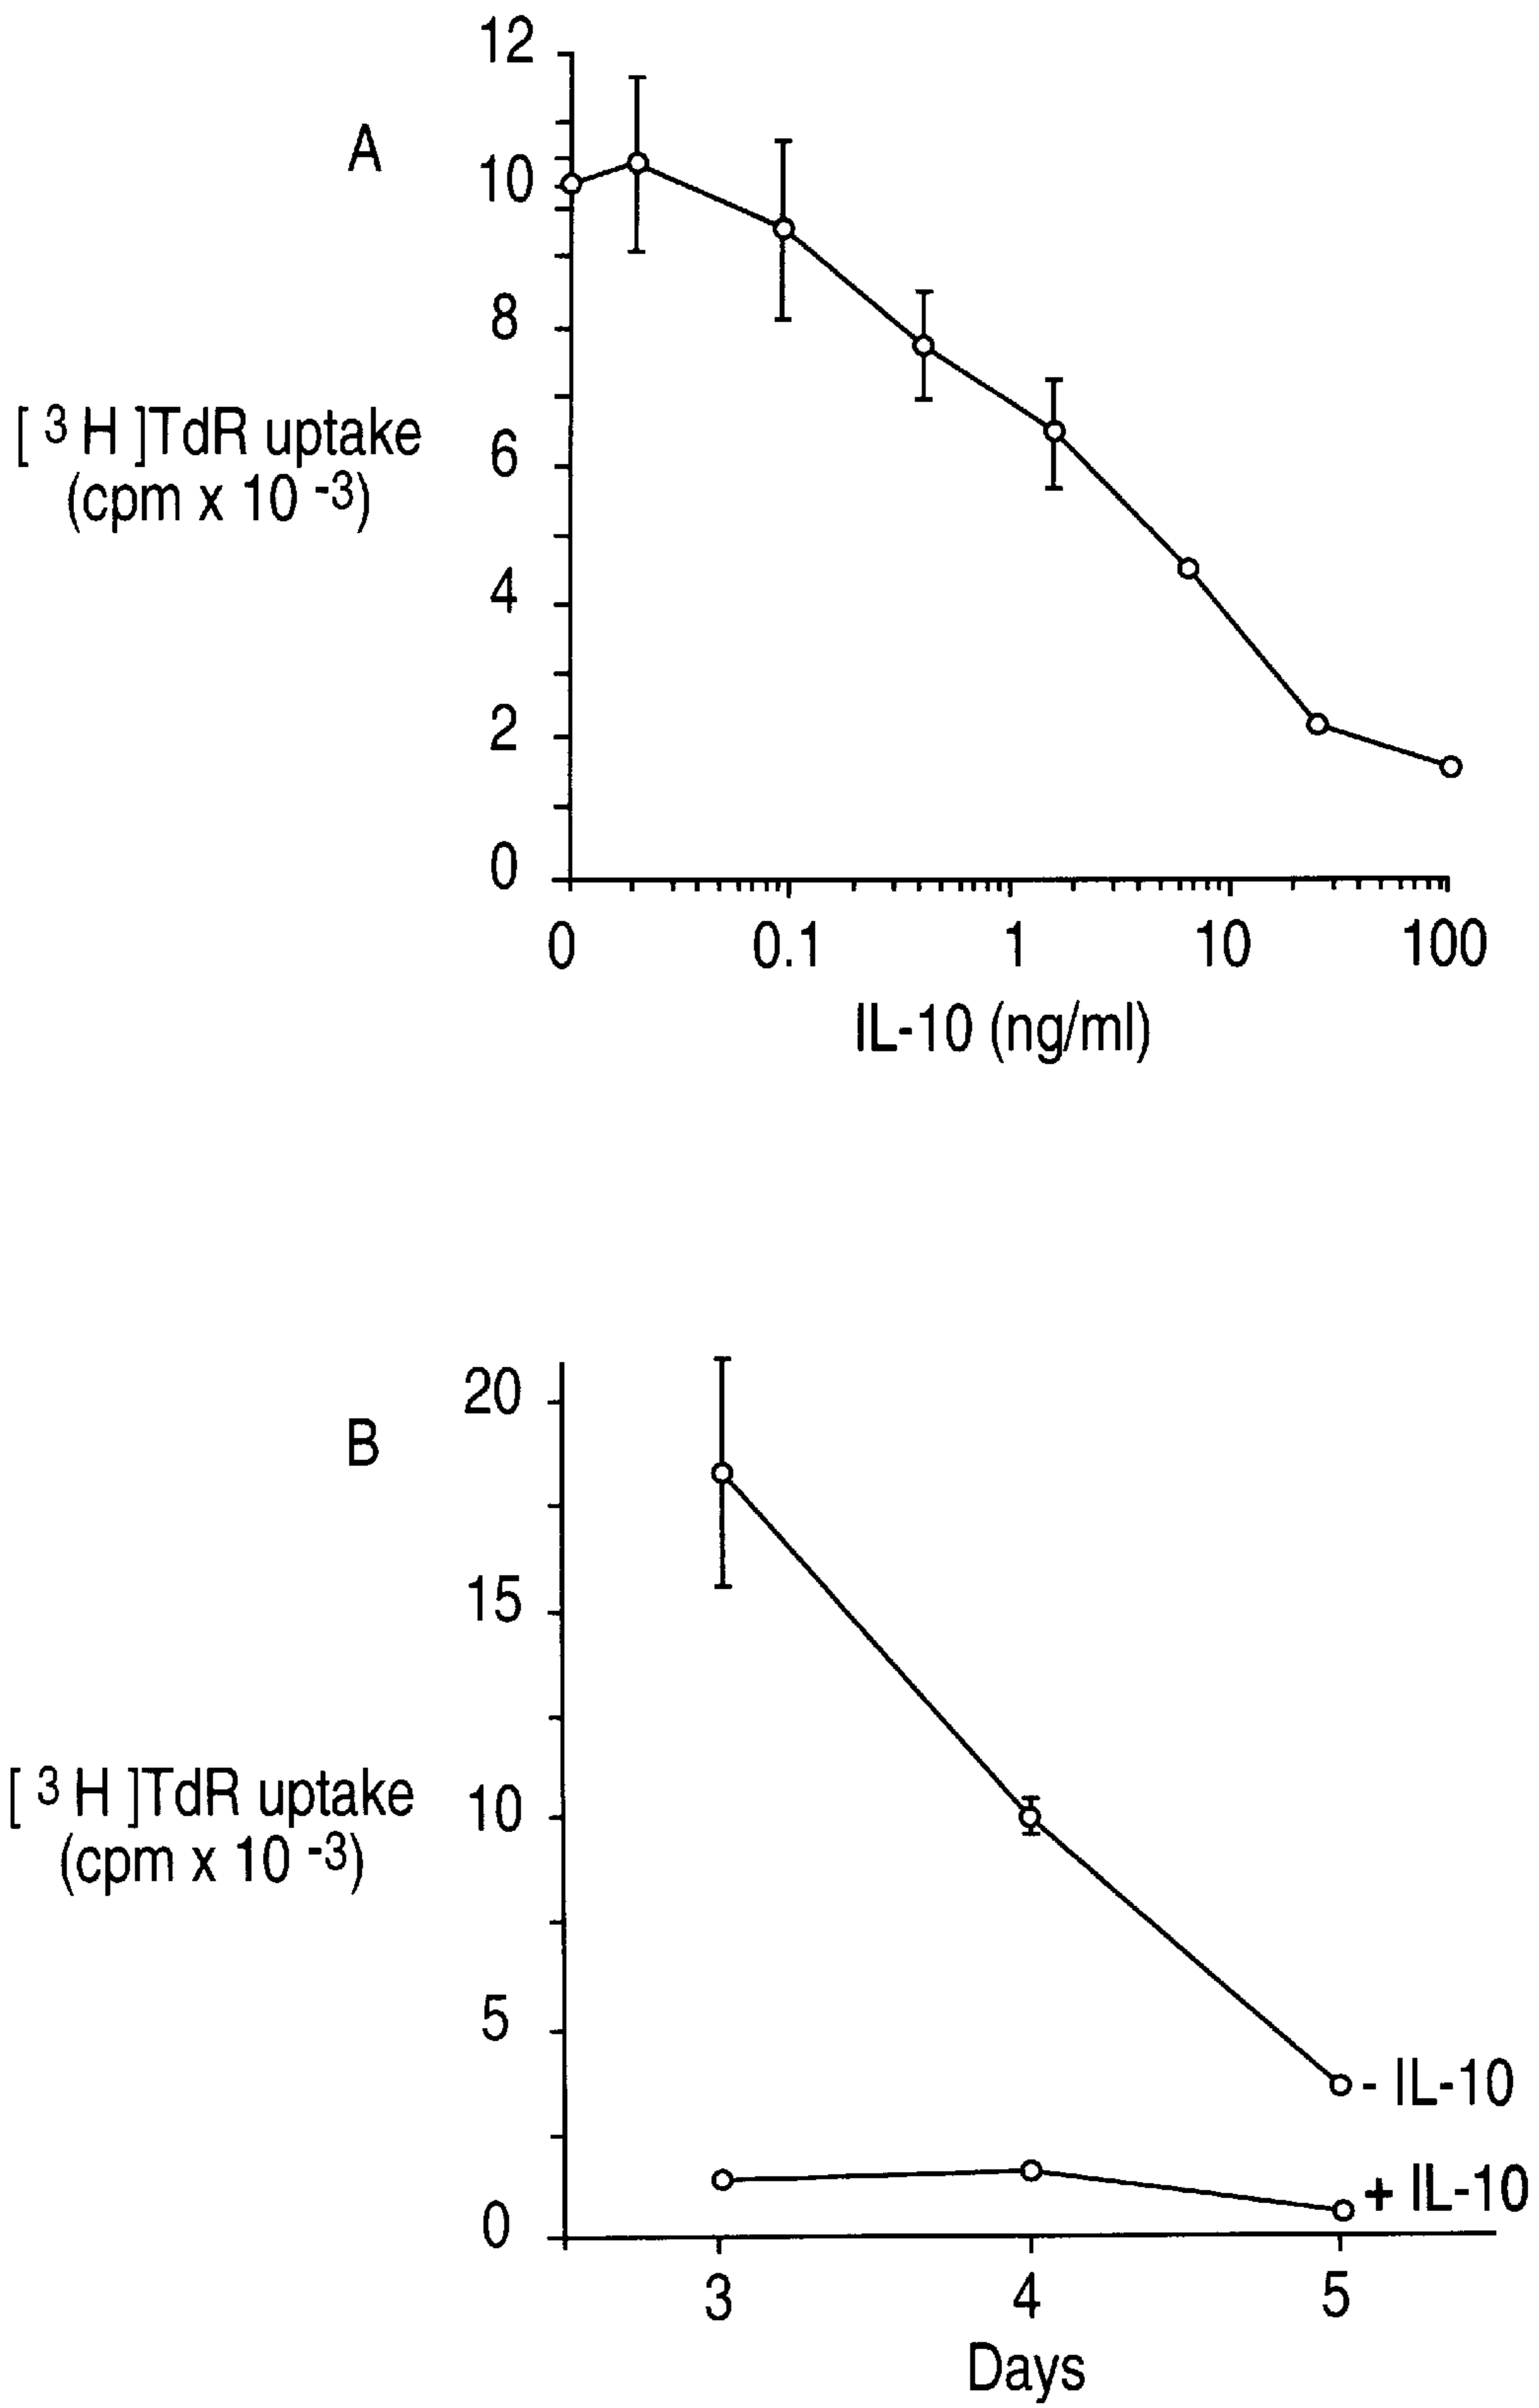 12
A
10
8
[ 3 H ]TdR uptake
6
(cpm x 10 -3)
4
2
0
0 0.1 1 10 100
IL-10 (ng/ml)
20
B
15
[ 3 H ]TdR uptake
10
(cpm x 10 -3)
5
- IL-10
+ IL-10
0
3 4 5
Days